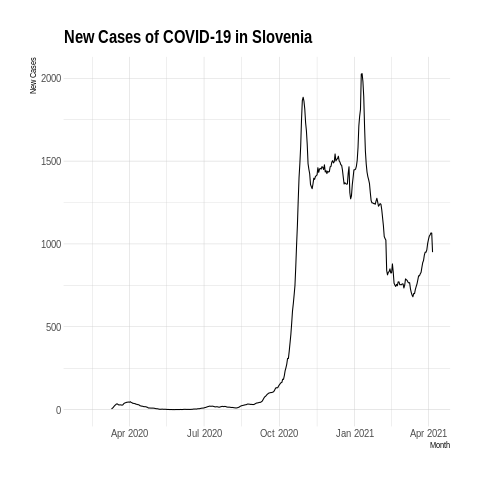 New Cases of COVID-19 in Slovenia
New Cases
2000
1500
1000
500
0
Apr 2020 Jul 2020 Oct 2020 Jan 2021 Apr 2021
Month